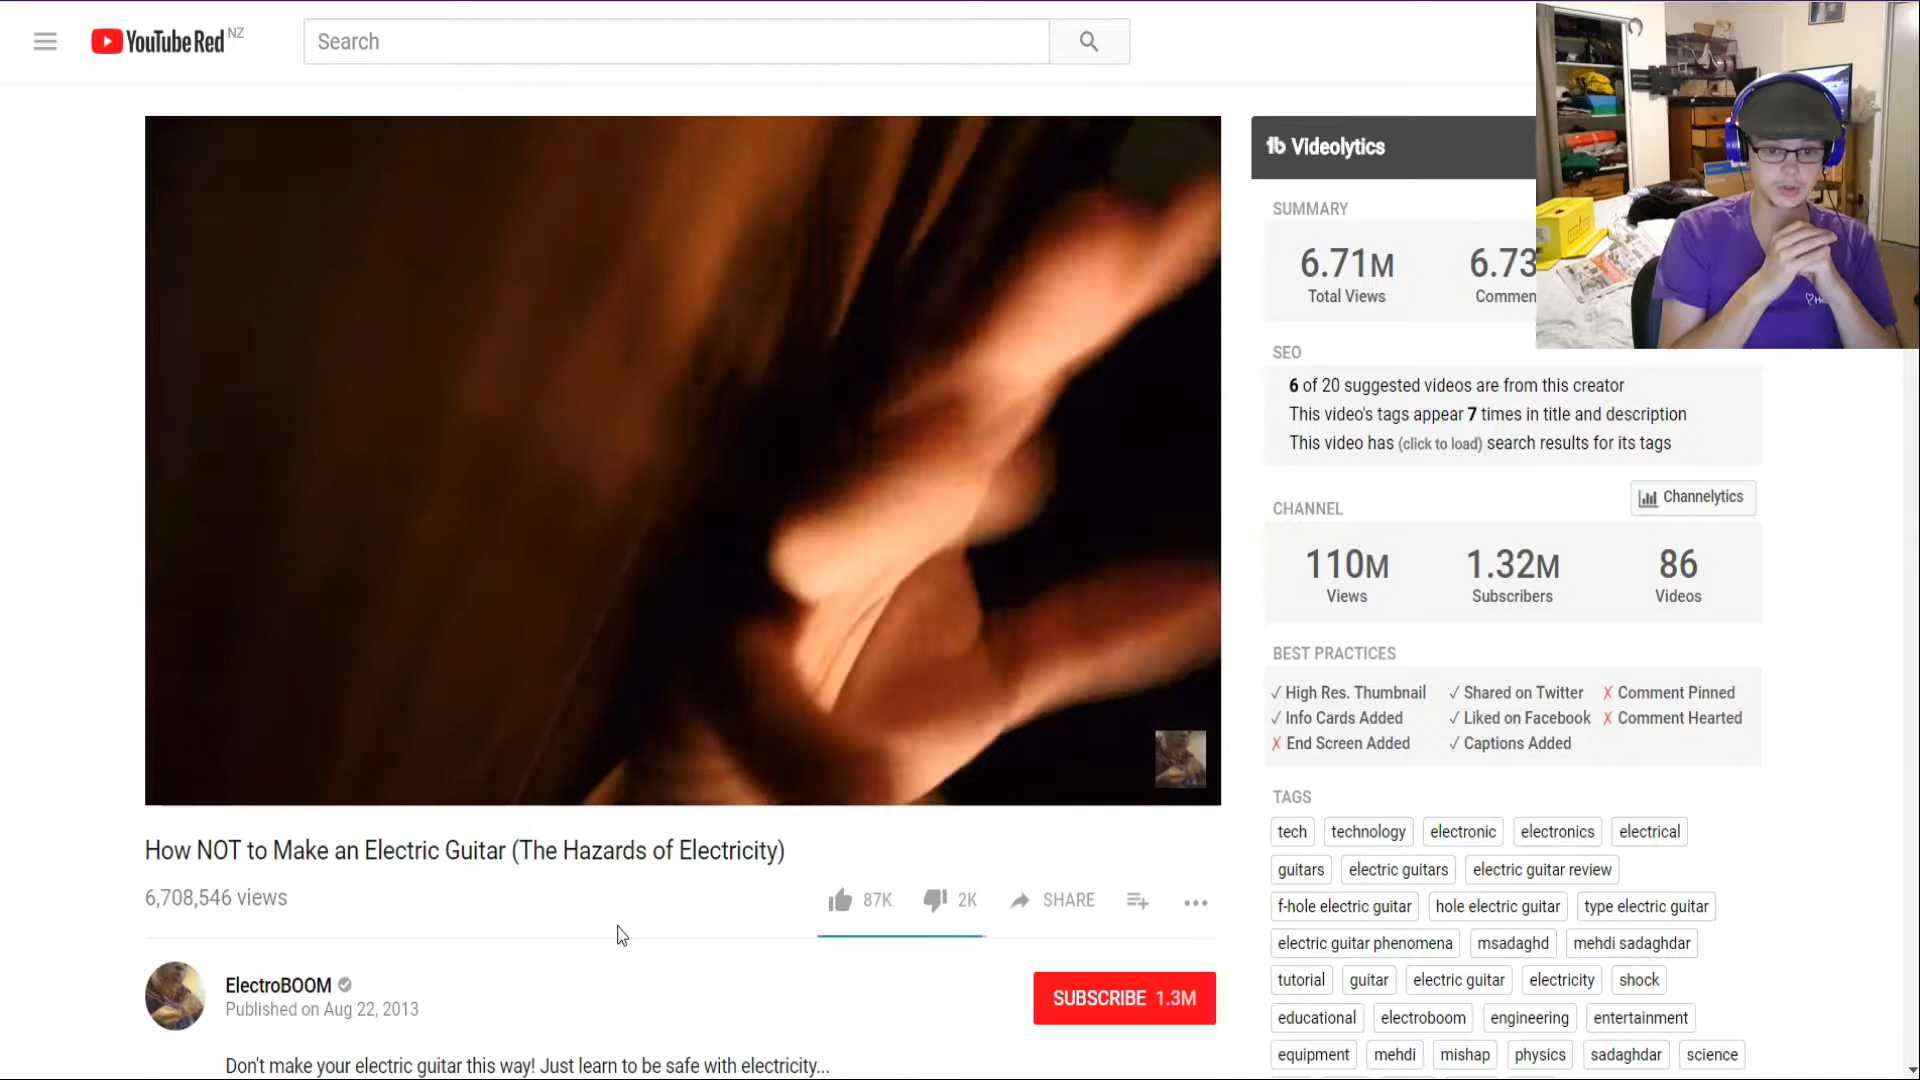 YouTube Red NZ
Search
Videolytics
SUMMARY
6.71M 6.73
Total Views Commen
SEO
6 of 20 suggested videos are from this creator
This video's tags appear 7 times in title and description
This video has (click to load) search results for its tags
CHANNEL Channelytics
110M 1.32M 86
Views Subscribers Videos
BEST PRACTICES
✓ High Res. Thumbnail ✓ Shared on Twitter ✗ Comment Pinned
✓ Info Cards Added ✓ Liked on Facebook ✗ Comment Hearted
✗ End Screen Added ✓ Captions Added
TAGS
tech technology electronic electronics electrical
guitars electric guitars electric guitar review
f-hole electric guitar hole electric guitar type electric guitar
electric guitar phenomena msadaghd mehdi sadaghdar
tutorial guitar electric guitar electricity shock
educational electroboom engineering entertainment
equipment mehdi mishap physics sadaghdar science
How NOT to Make an Electric Guitar (The Hazards of Electricity)
6,708,546 views
87K 2K SHARE
ElectroBOOM
Published on Aug 22, 2013
SUBSCRIBE 1.3M
Don't make your electric guitar this way! Just learn to be safe with electricity...